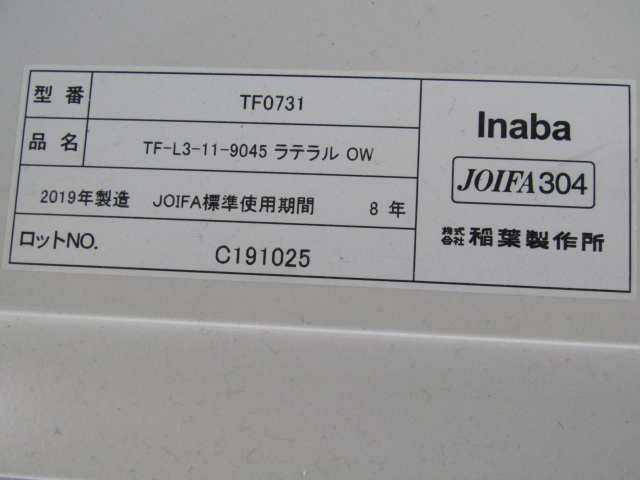 型番 TF0731
品名 TF-L3-11-9045 ラテラル OW
2019年製造 JOIFA標準使用期間 8 年
ロットNO. C191025
Inaba
JOIFA304
株式会社 稲葉製作所